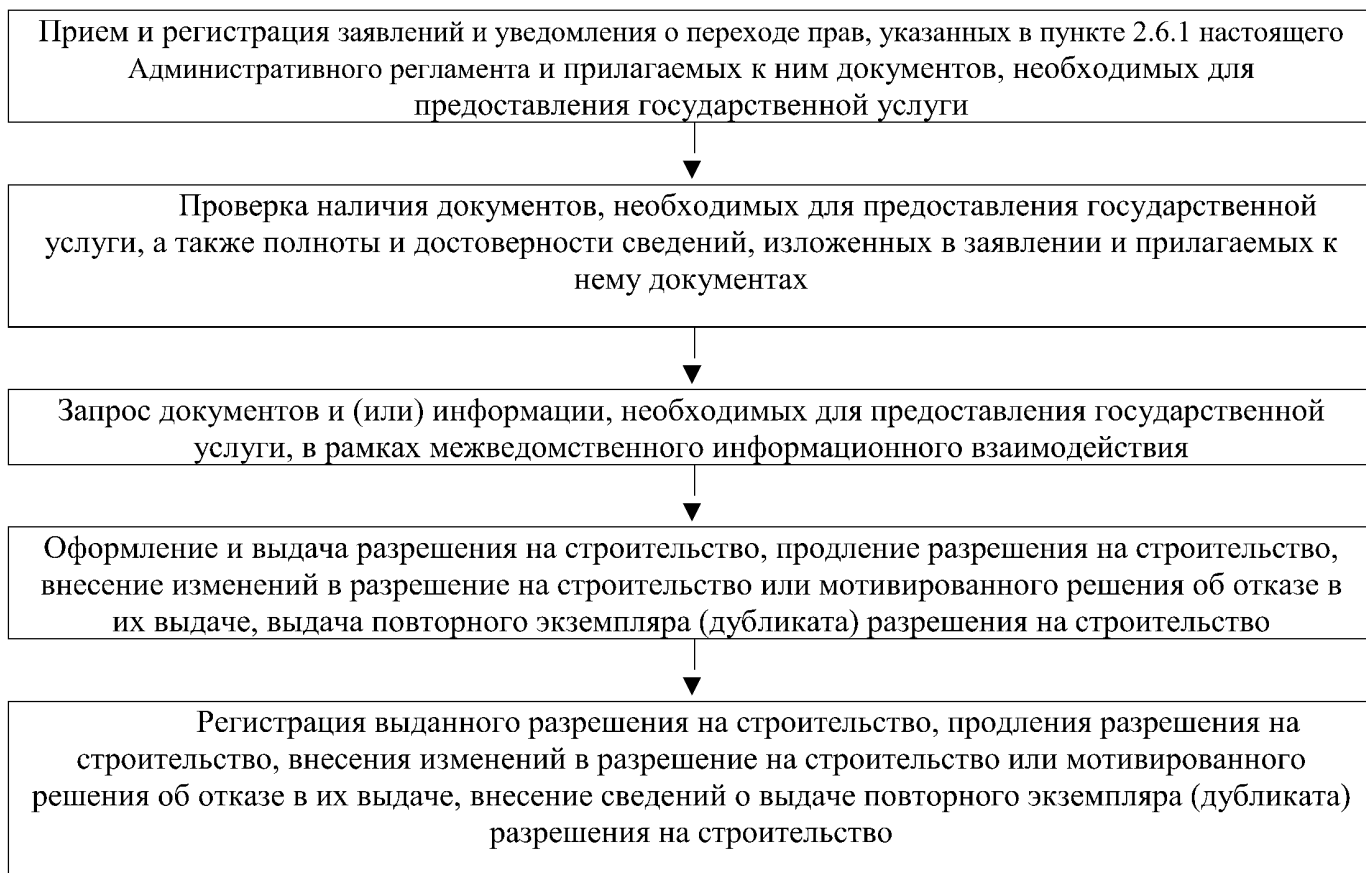 Прием и регистрация заявлений и уведомления о переходе прав, указанных в пункте 2.6.1 настоящего
Административного регламента и прилагаемых к ним документов, необходимых для
предоставления государственной услуги
Проверка наличия документов, необходимых для предоставления государственной
услуги, а также полноты и достоверности сведений, изложенных в заявлении и прилагаемых к
нему документах
Запрос документов и (или) информации, необходимых для предоставления государственной
услуги, в рамках межведомственного информационного взаимодействия
Оформление и выдача разрешения на строительство, продление разрешения на строительство,
внесение изменений в разрешение на строительство или мотивированного решения об отказе в
их выдаче, выдача повторного экземпляра (дубликата) разрешения на строительство
Регистрация выданного разрешения на строительство, продления разрешения на
строительство, внесения изменений в разрешение на строительство или мотивированного
решения об отказе в их выдаче, внесение сведений о выдаче повторного экземпляра (дубликата)
разрешения на строительство